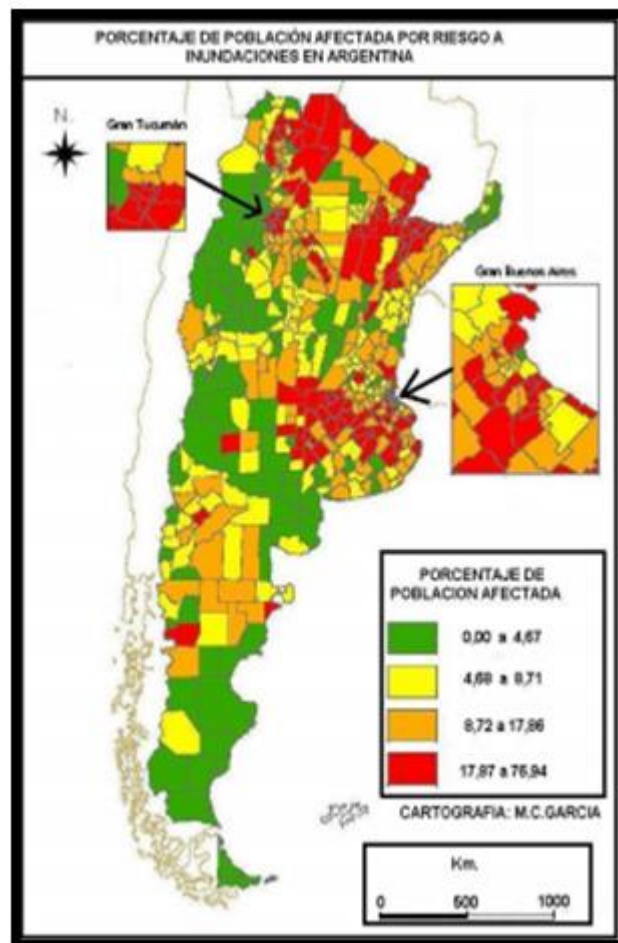 PORCENTAJE DE POBLACIÓN AFECTADA POR RIESGO A
INUNDACIONES EN ARGENTINA
N.
Gran Tucumán
Gran Buenos Aires
PORCENTAJE DE
POBLACION AFECTADA
0,00 a 4,67
4,68 a 8,71
8,72 a 17,86
17,87 a 76,94
CARTOGRAFIA: M.C.GARCIA
Km.
0 500 1000